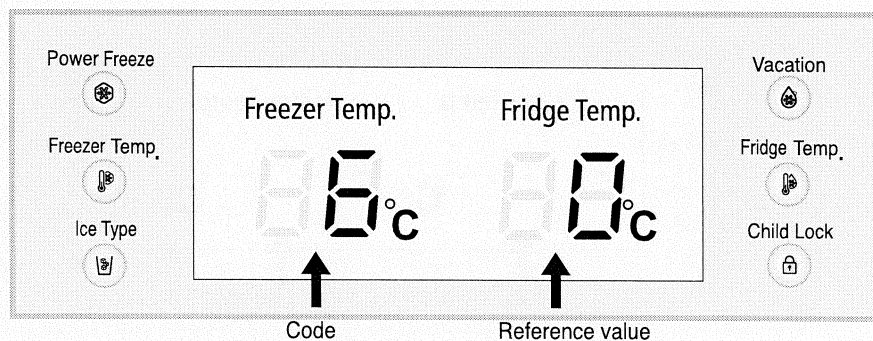 Power Freeze
Freezer Temp.
Ice Type
Freezer Temp.
6°C
Fridge Temp.
0°C
Vacation
Fridge Temp.
Child Lock
Code
Reference value